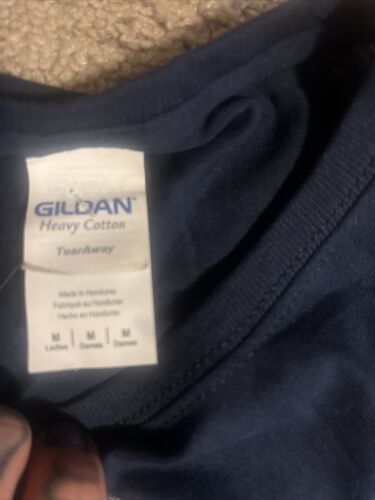 GILDAN
Heavy Cotton
TearAway
Made in Honduras
Fabriqué au Honduras
Hecho en Honduras
M | M | M
Ladies | Dames | Damas